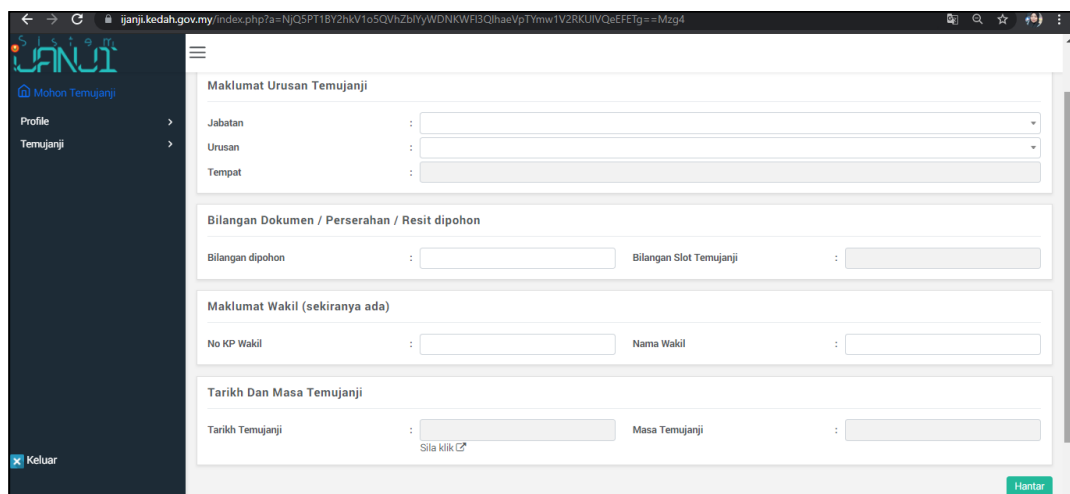 ijanji.kedah.gov.my/index.php?a=NjQ5PT1BY2hkV1o5QVhZblYyWDNKWFI3QlhaeVpTYmw1V2RKUlVQeEFETg==Mzg4
Sistem
iJANJI
Mohon Temujanji
Profile
Temujanji
Keluar
Maklumat Urusan Temujanji
Jabatan :
Urusan :
Tempat :
Bilangan Dokumen / Perserahan / Resit dipohon
Bilangan dipohon : Bilangan Slot Temujanji :
Maklumat Wakil (sekiranya ada)
No KP Wakil : Nama Wakil :
Tarikh Dan Masa Temujanji
Tarikh Temujanji : Masa Temujanji :
Sila klik
Hantar